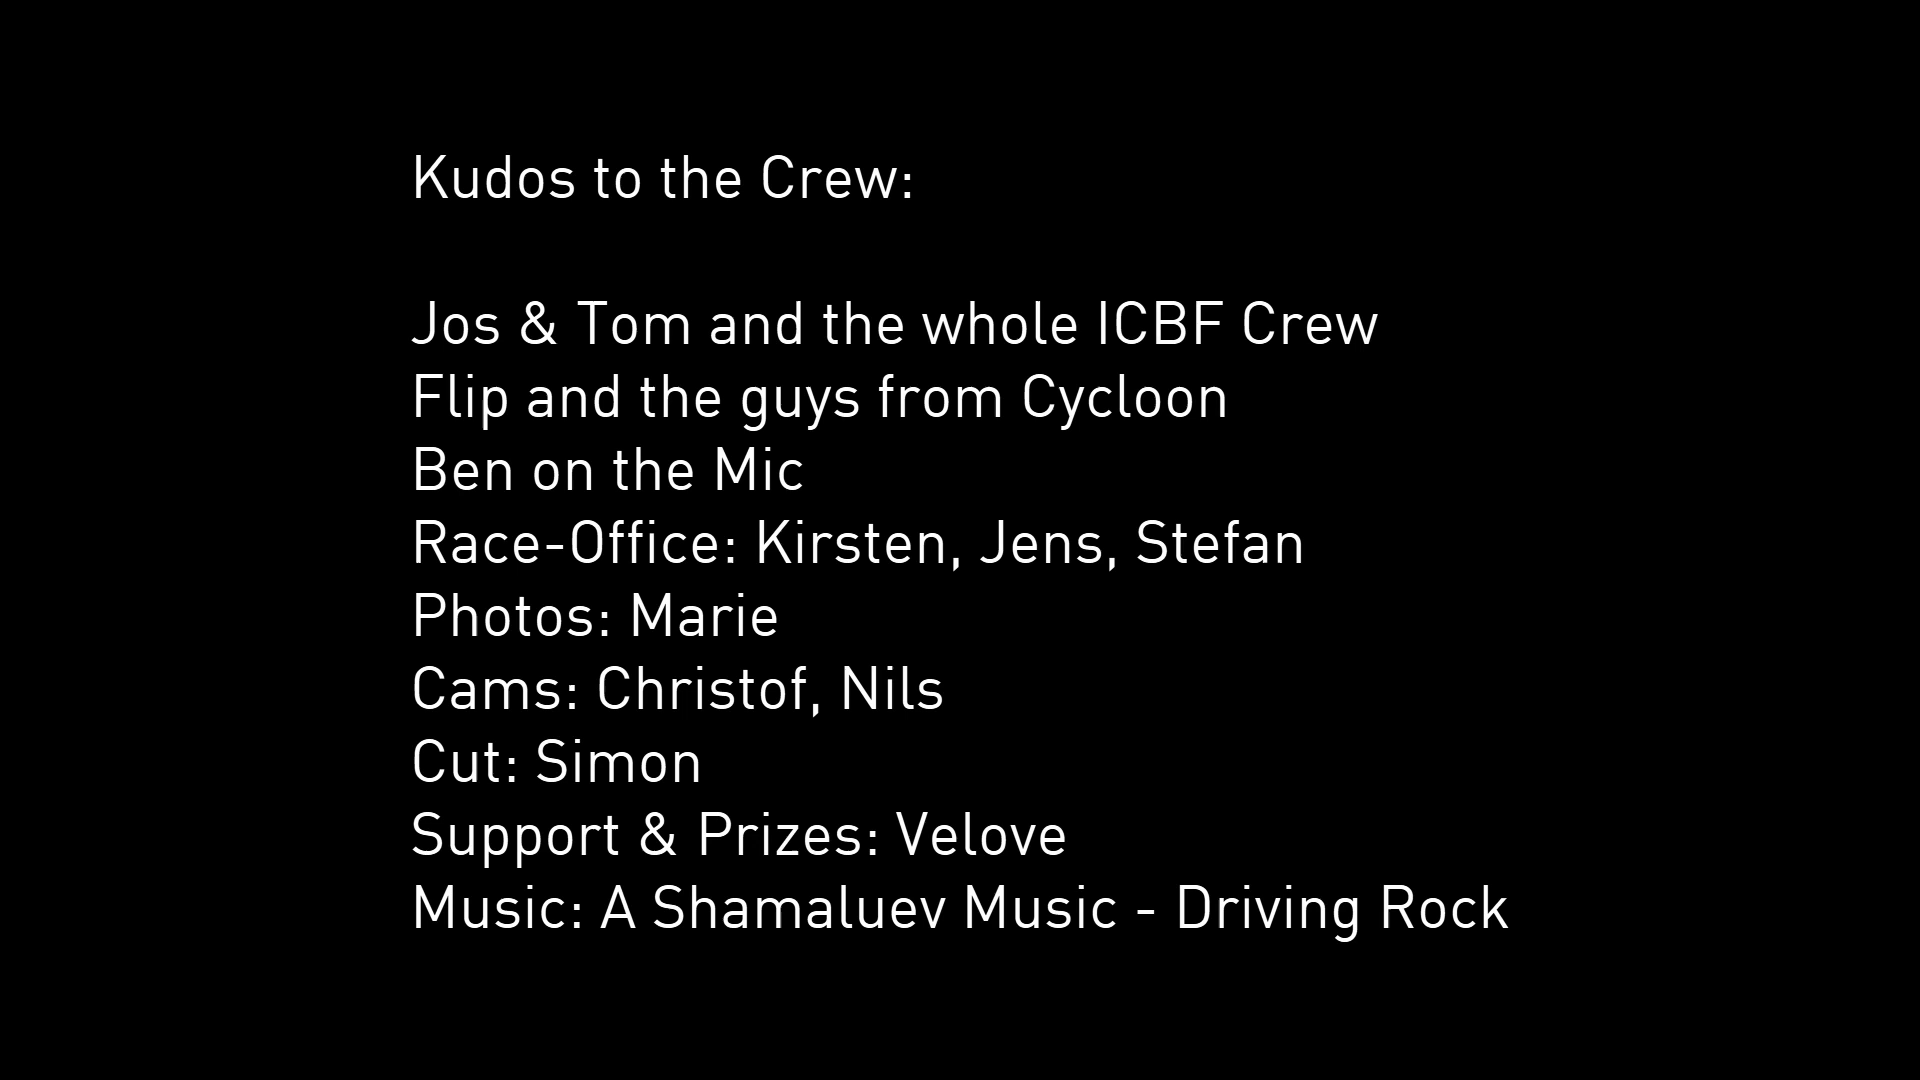 Kudos to the Crew:
Jos & Tom and the whole ICBF Crew
Flip and the guys from Cycloon
Ben on the Mic
Race-Office: Kirsten, Jens, Stefan
Photos: Marie
Cams: Christof, Nils
Cut: Simon
Support & Prizes: Velove
Music: A Shamaluev Music - Driving Rock